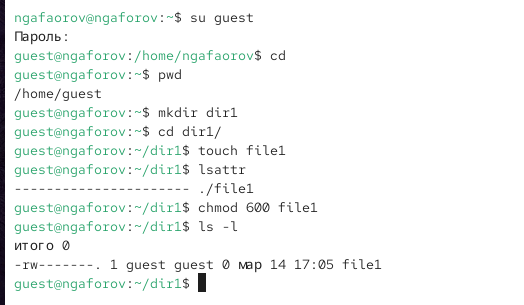 ngafaorov@ngaforov:~$ su guest
Пароль:
guest@ngaforov:/home/ngafaorov$ cd
guest@ngaforov:~$ pwd
/home/guest
guest@ngaforov:~$ mkdir dir1
guest@ngaforov:~$ cd dir1/
guest@ngaforov:~/dir1$ touch file1
guest@ngaforov:~/dir1$ lsattr
---------------------- ./file1
guest@ngaforov:~/dir1$ chmod 600 file1
guest@ngaforov:~/dir1$ ls -l
итого 0
-rw-------. 1 guest guest 0 мар 14 17:05 file1
guest@ngaforov:~/dir1$